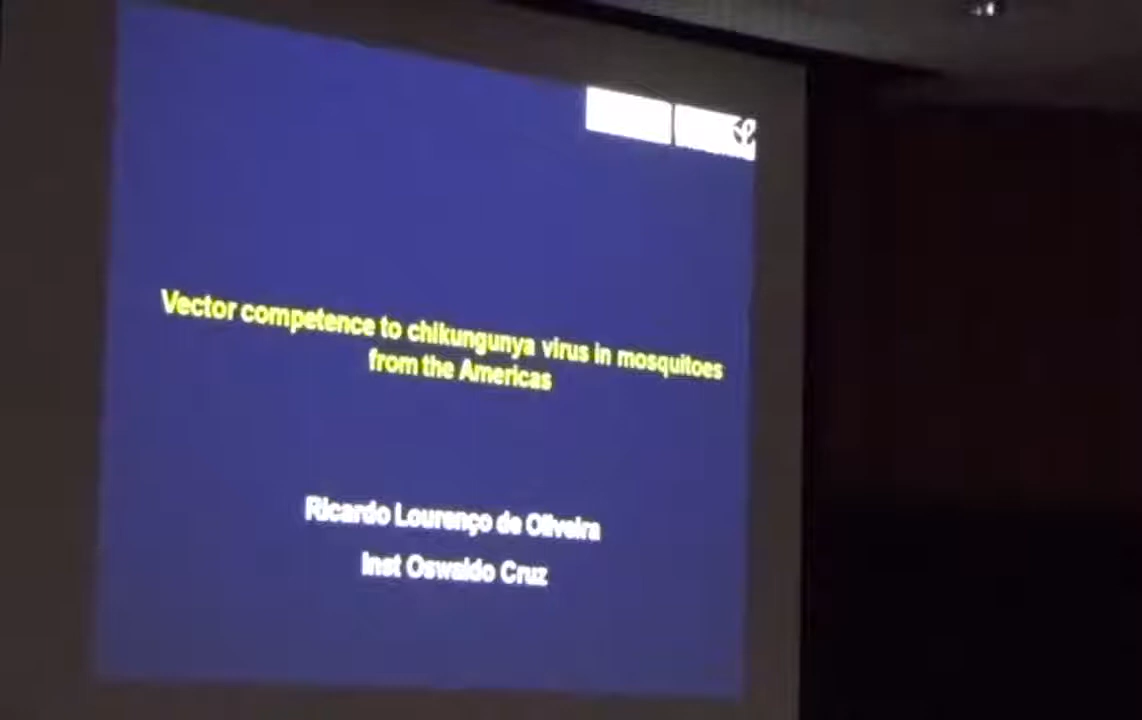 Vector competence to chikungunya virus in mosquitoes
from the Americas
Ricardo Lourenço de Oliveira
Inst Oswaldo Cruz